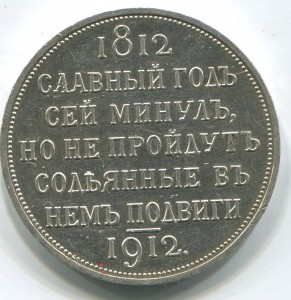 1812
СЛАВНЫЙ ГОДЪ
СЕЙ МИНУЛЪ,
НО НЕ ПРОЙДУТЪ
СОДѢЯННЫЕ ВЪ
НЕМЪ ПОДВИГИ
1912.